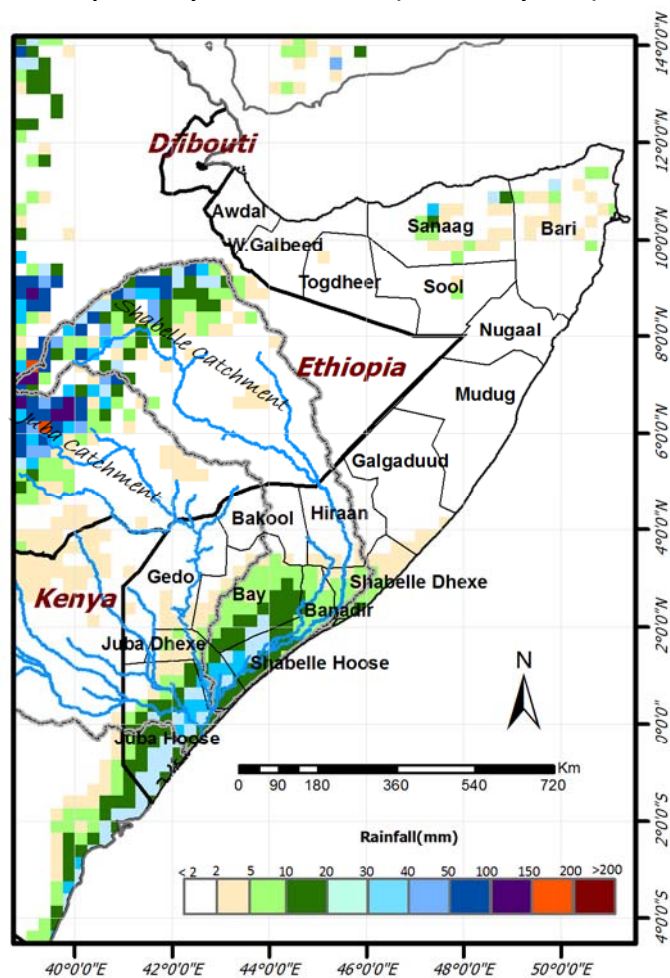 14°0'0"N
Djibouti
12°0'0"N
Awdal
Sanaag
Bari
10°0'0"N
W.Galbeed
Togdheer
Sool
Shabelle Catchment
8°0'0"N
Nugaal
Ethiopia
Mudug
Juba Catchment
6°0'0"N
Galgaduud
Bakool
Hiraan
4°0'0"N
Gedo
Shabelle Dhexe
Kenya
Bay
Banadir
2°0'0"N
Juba Dhexe
Shabelle Hoose
N
0°0'0"
Juba Hoose
Km
0 90 180 360 540 720
2°0'0"S
Rainfall(mm)
< 2 2 5 10 20 30 40 50 100 150 200 >200
4°0'0"S
40°0'0"E 42°0'0"E 44°0'0"E 46°0'0"E 48°0'0"E 50°0'0"E